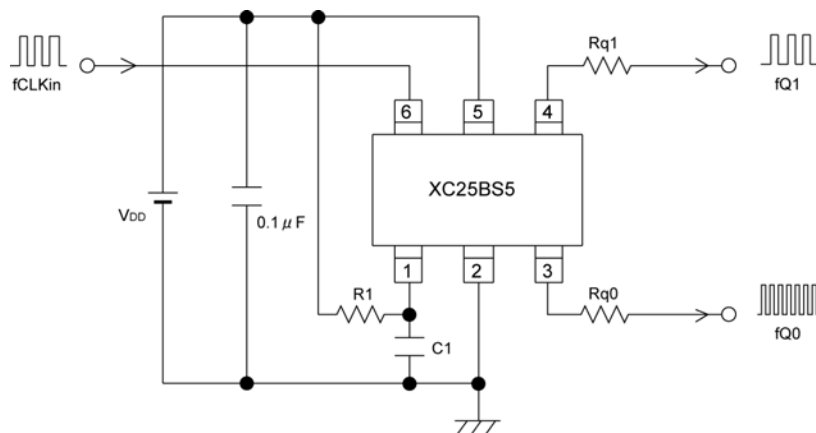 Rq1
fCLKin
fQ1
6
5
4
XC25BS5
VDD
0.1μF
1
2
3
R1
Rq0
C1
fQ0